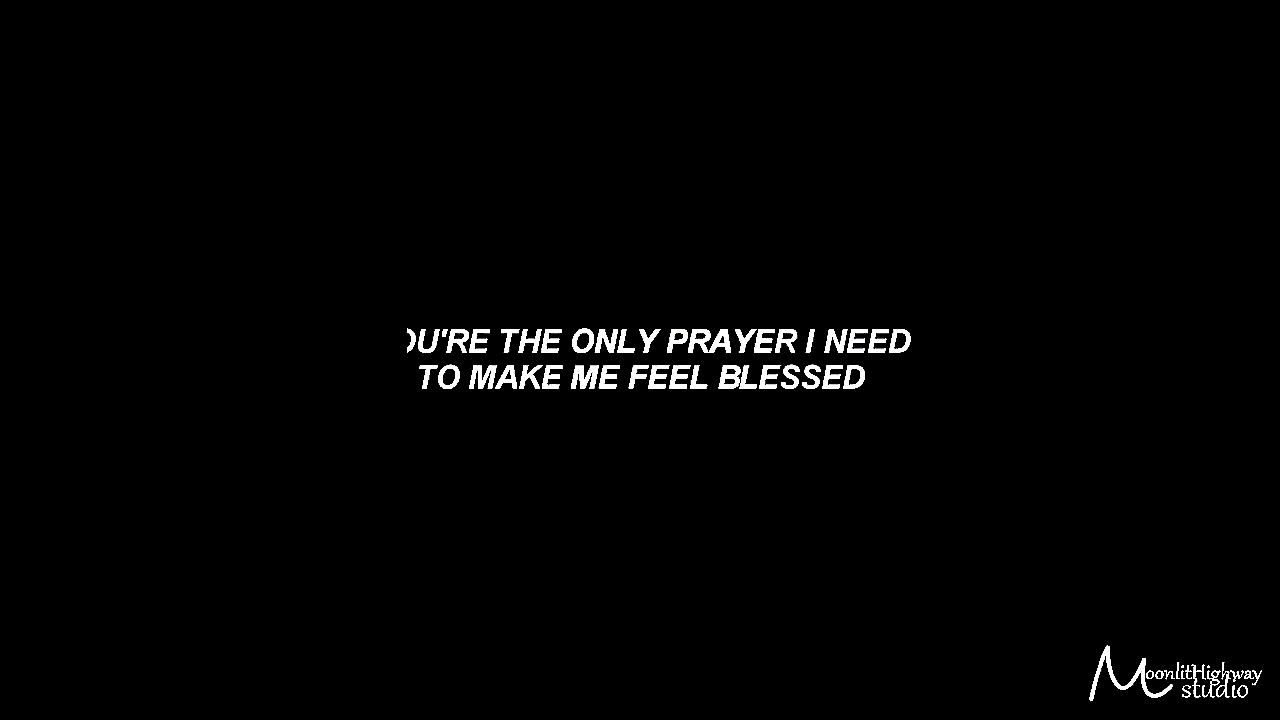 OU'RE THE ONLY PRAYER I NEED
TO MAKE ME FEEL BLESSED
MoonlitHighway
studio